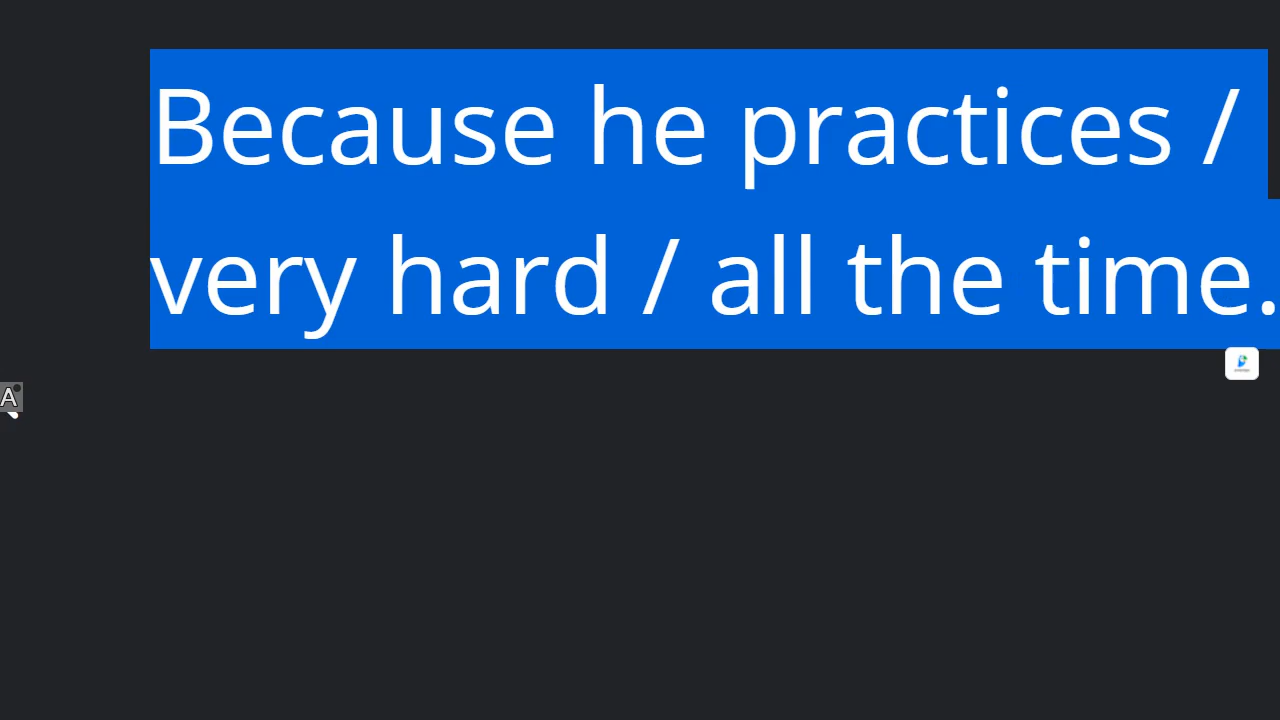 Because he practices /
very hard / all the time.
A